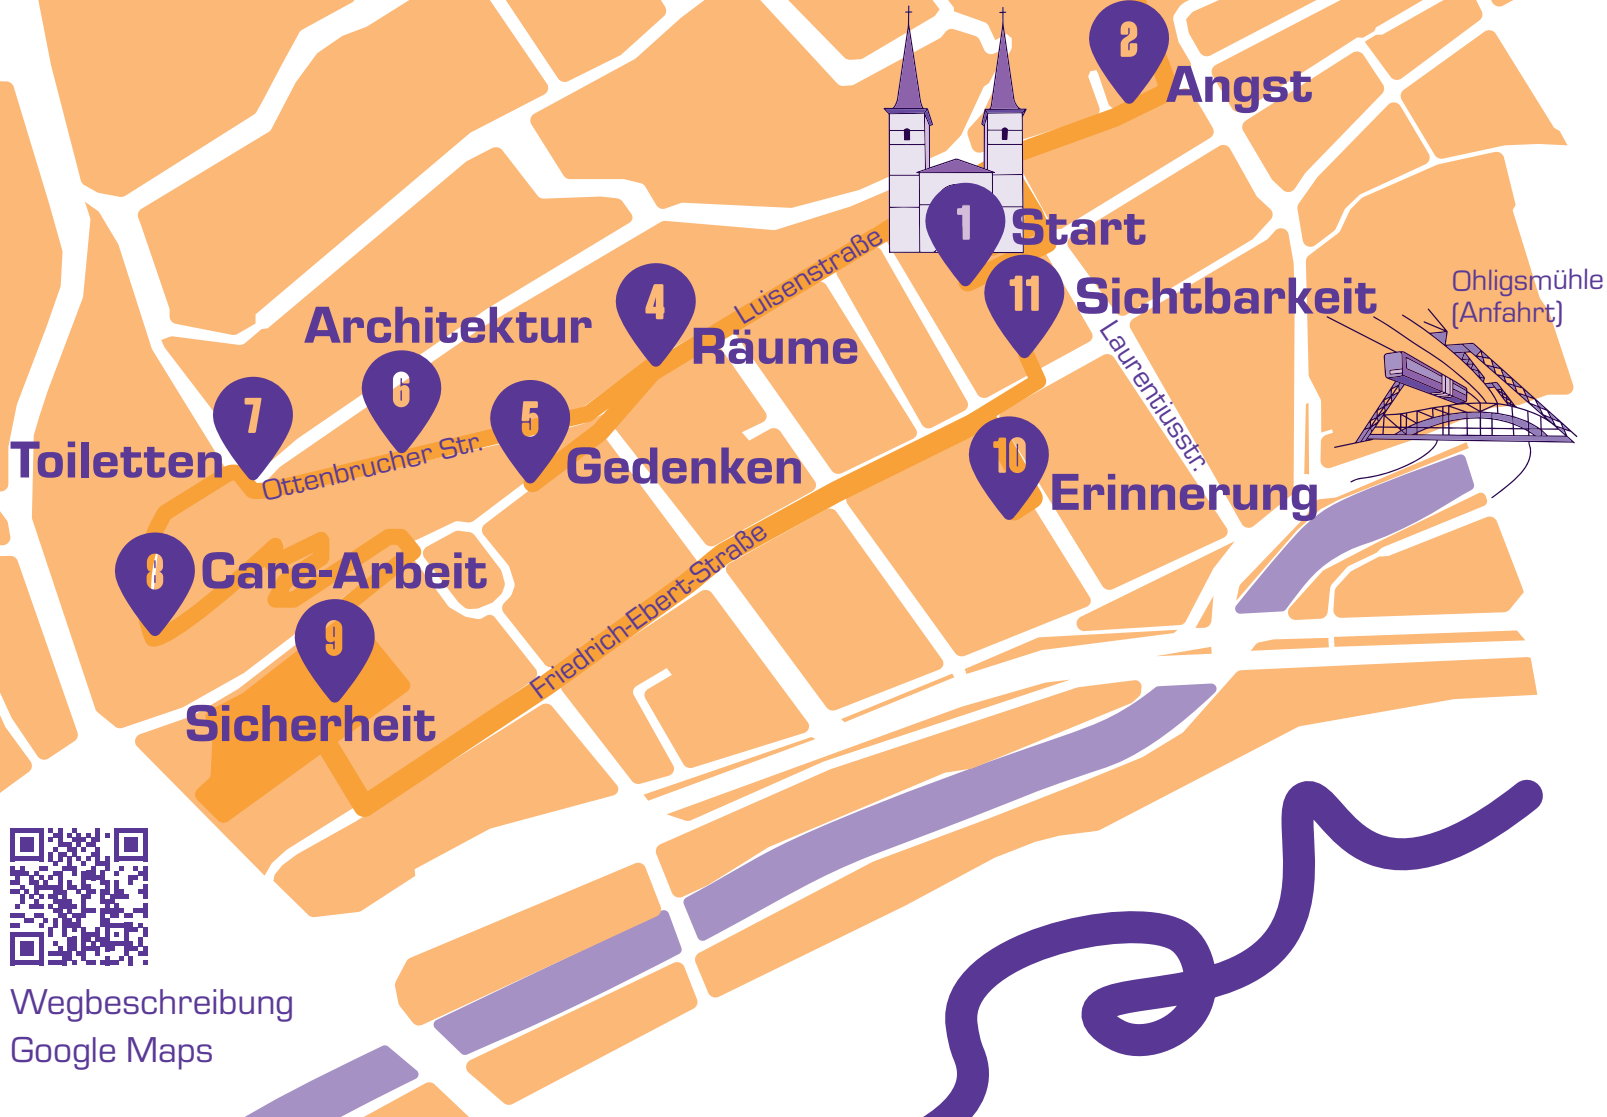 2
Angst
1
Start
11
Sichtbarkeit
Ohligsmühle
(Anfahrt)
Luisenstraße
4
Räume
Architektur
6
Laurentiusstr.
7
Toiletten
Ottenbrucher Str.
5
Gedenken
10
Erinnerung
8
Care-Arbeit
Friedrich-Ebert-Straße
9
Sicherheit
Wegbeschreibung
Google Maps